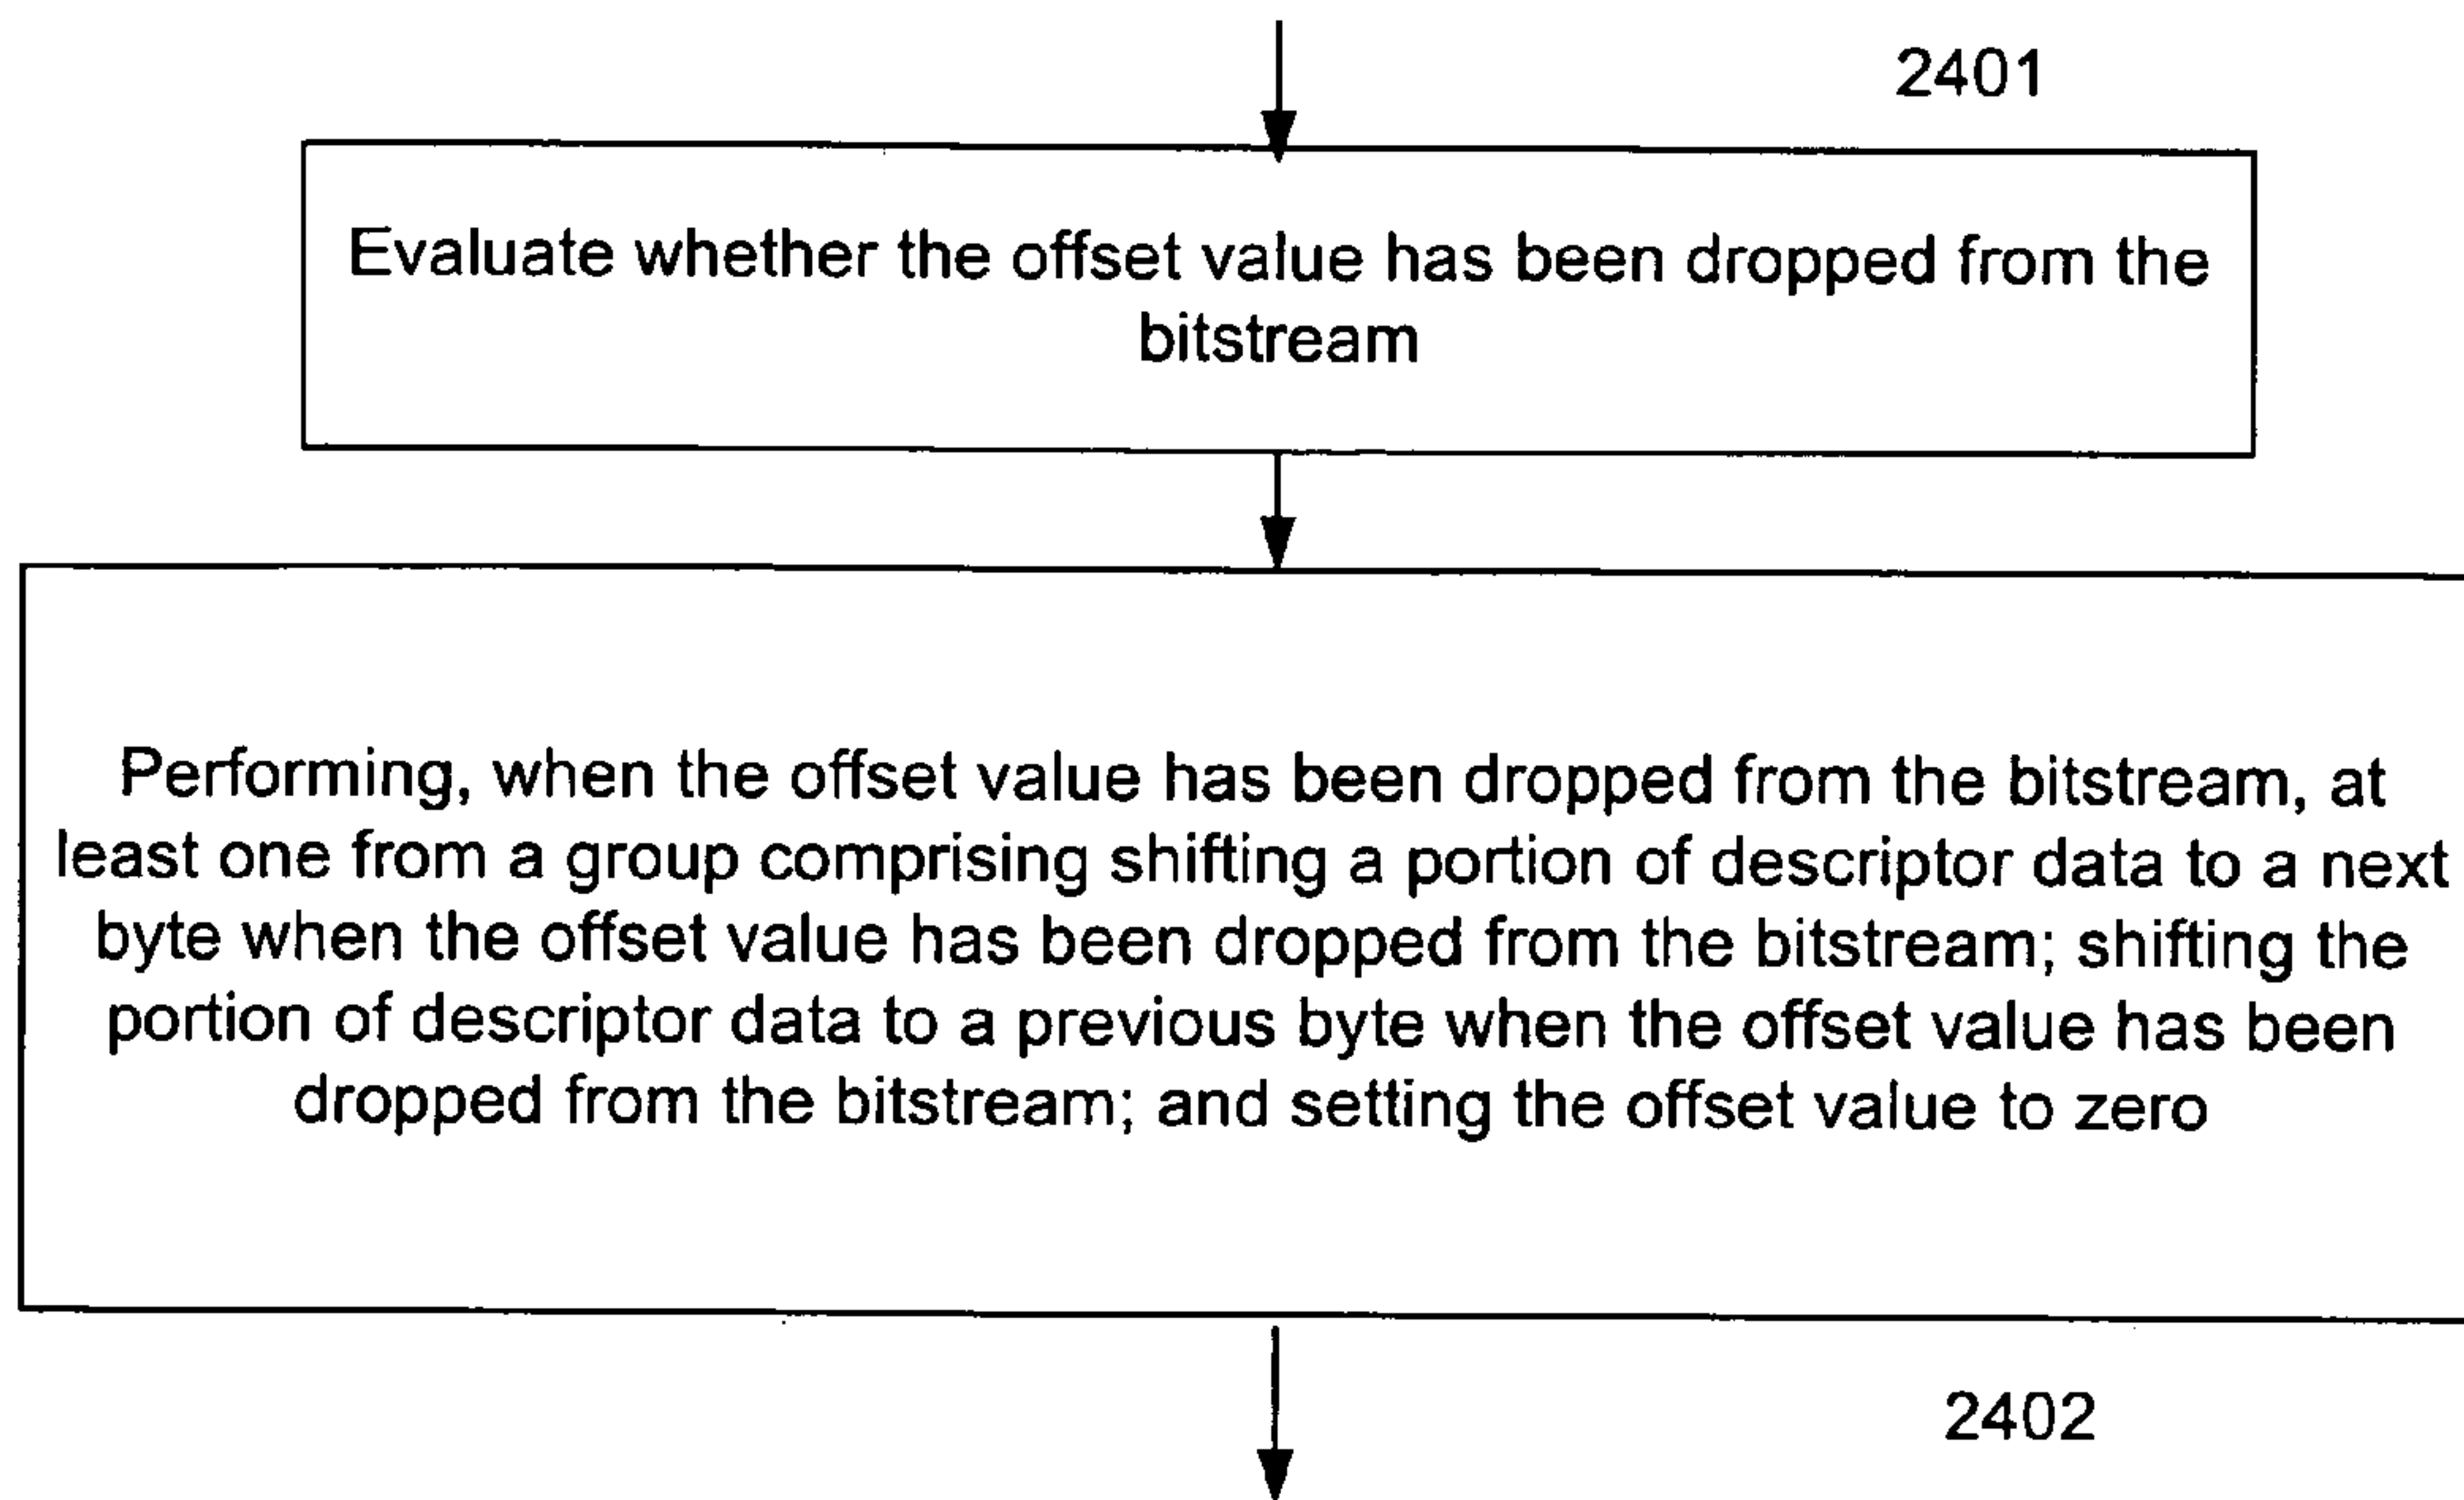 2401
Evaluate whether the offset value has been dropped from the
bitstream
Performing, when the offset value has been dropped from the bitstream, at
least one from a group comprising shifting a portion of descriptor data to a next
byte when the offset value has been dropped from the bitstream; shifting the
portion of descriptor data to a previous byte when the offset value has been
dropped from the bitstream; and setting the offset value to zero
2402